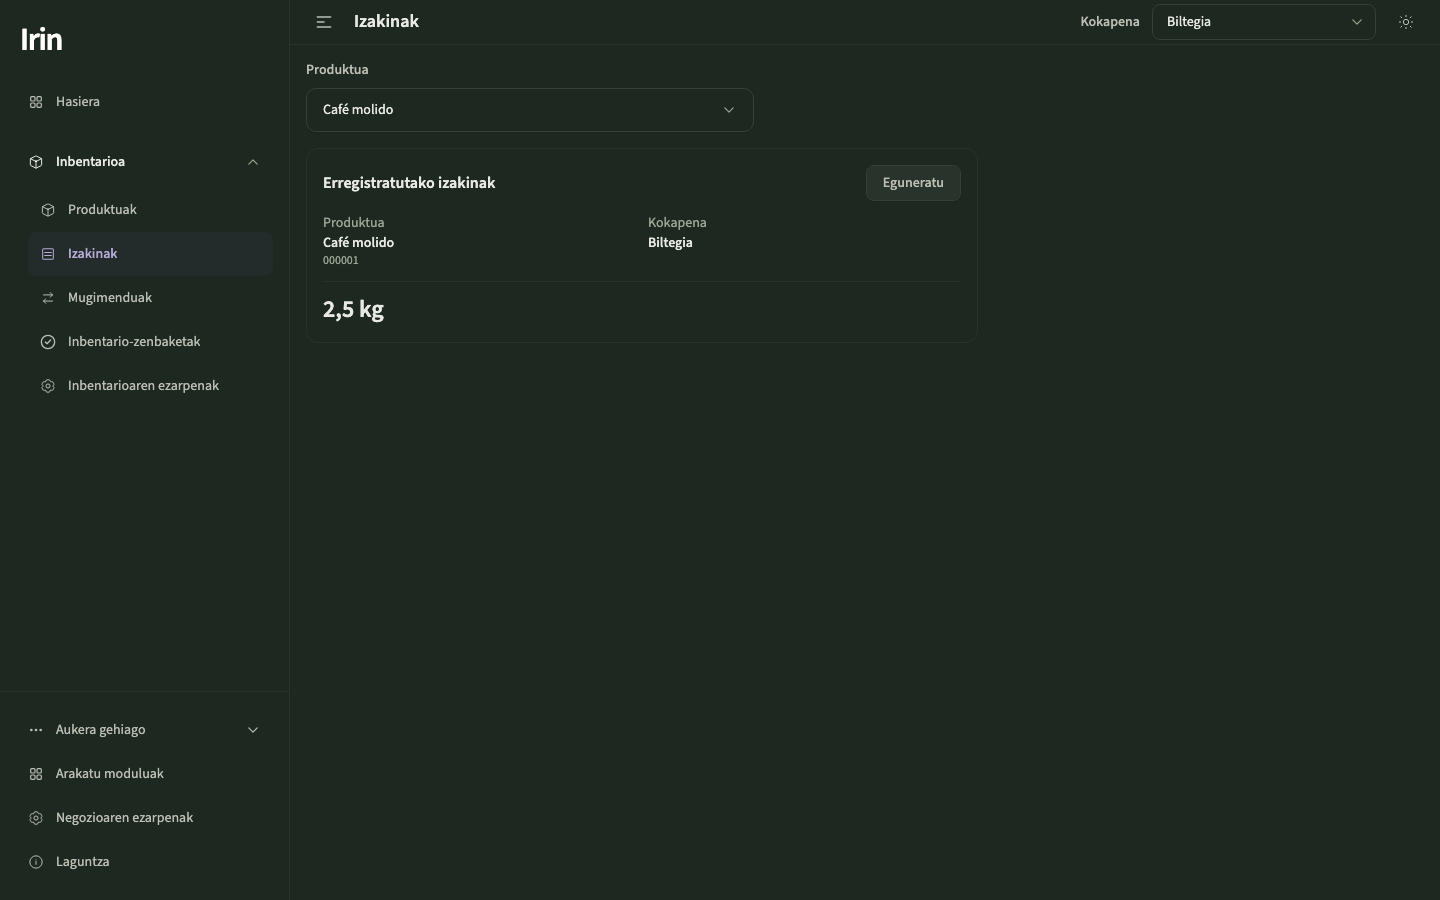 Irin
Hasiera
Inbentarioa
Produktuak
Izakinak
Mugimenduak
Inbentario-zenbaketak
Inbentarioaren ezarpenak
Aukera gehiago
Arakatu moduluak
Negozioaren ezarpenak
Laguntza
Izakinak
Kokapena
Biltegia
Produktua
Café molido
Erregistratutako izakinak
Eguneratu
Produktua
Café molido
000001
Kokapena
Biltegia
2,5 kg